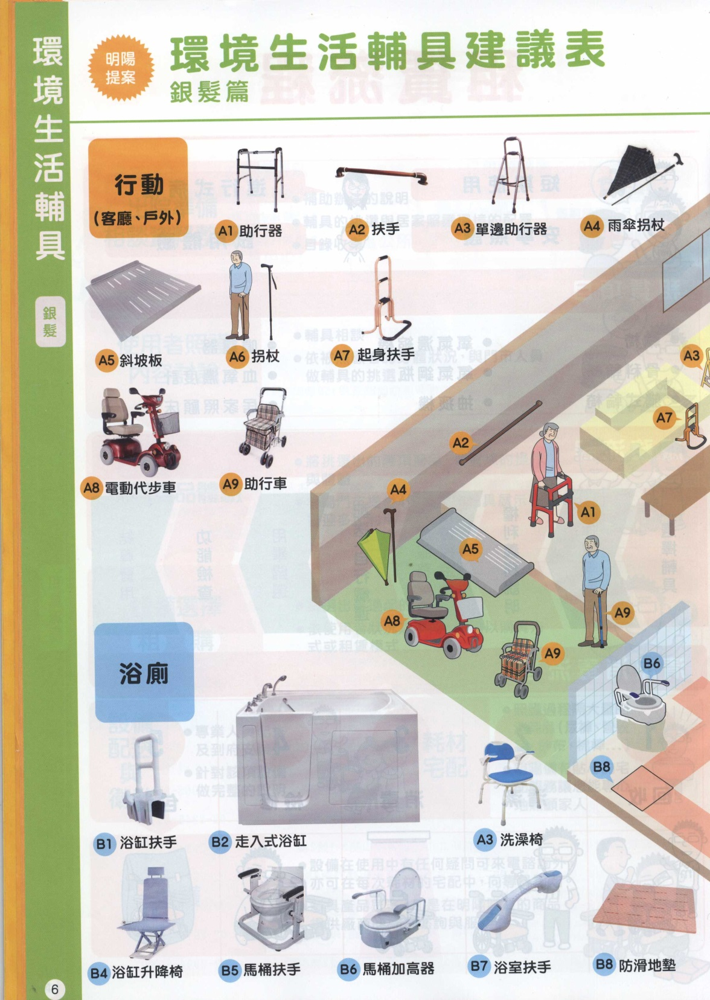 環境生活輔具
銀髮
明陽
提案
環境生活輔具建議表
銀髮篇
行動
(客廳、戶外)
A1 助行器
A2 扶手
A3 單邊助行器
A4 雨傘拐杖
A5 斜坡板
A6 拐杖
A7 起身扶手
A8 電動代步車
A9 助行車
A3
A7
A2
A4
A1
A5
A9
A8
A9
B6
B8
浴廁
B1 浴缸扶手
B2 走入式浴缸
A3 洗澡椅
B4 浴缸升降椅
B5 馬桶扶手
B6 馬桶加高器
B7 浴室扶手
B8 防滑地墊
6